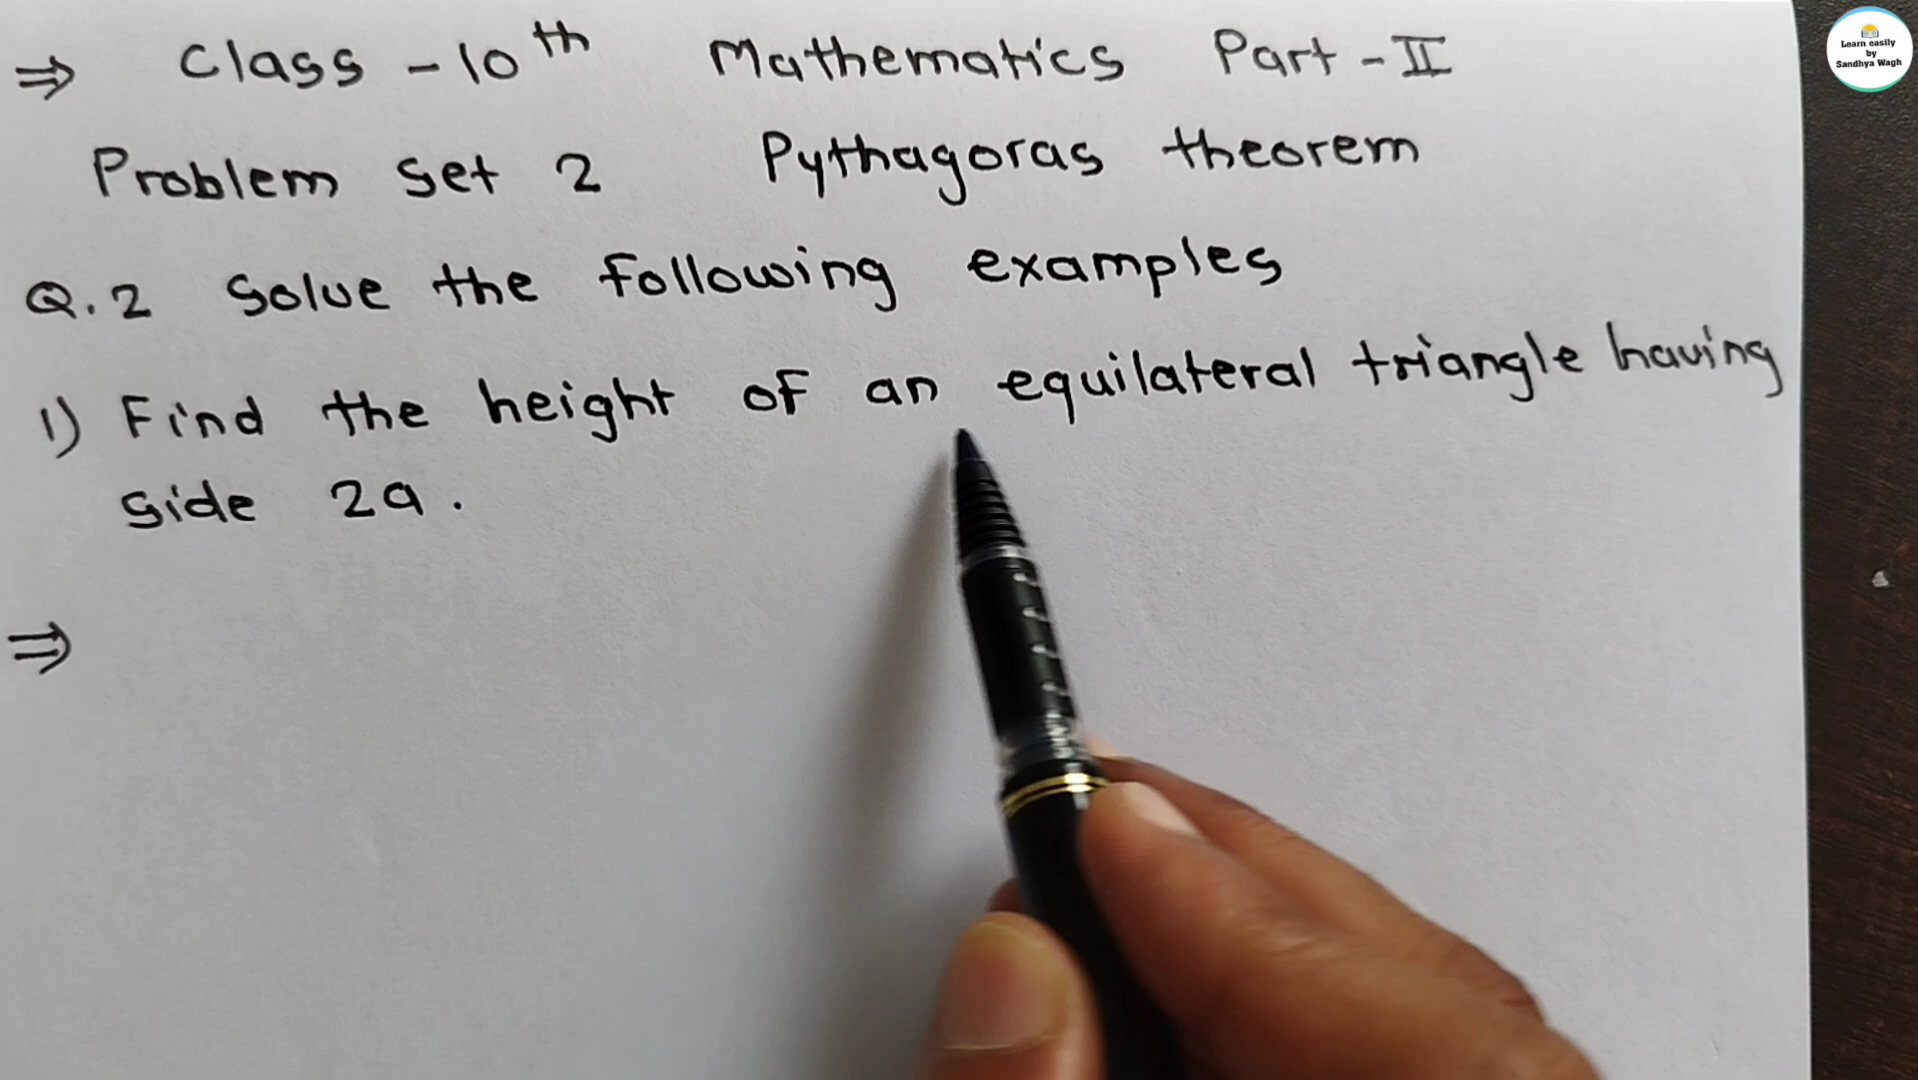 ⇒ Class - 10th Mathematics Part - II
Problem set 2 Pythagoras theorem
Q.2 Solve the following examples
1) Find the height of an equilateral triangle having
side 2a.
⇒
Learn easily
by
Sandhya Wagh